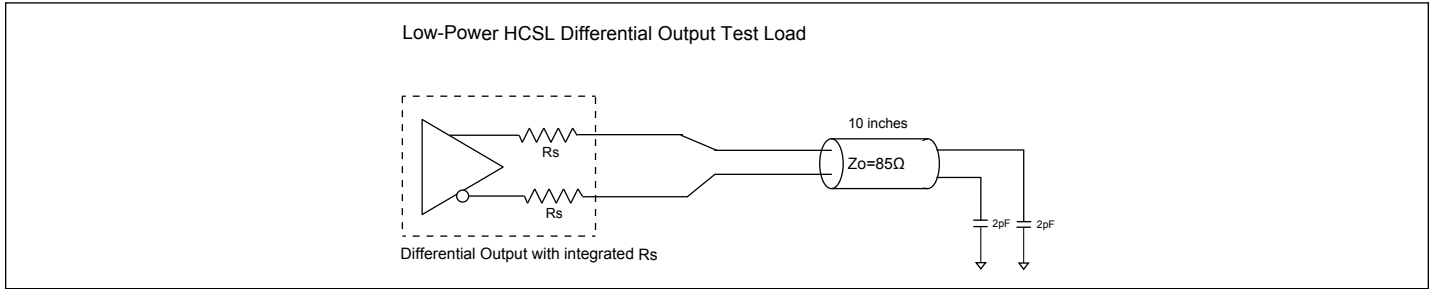 Low-Power HCSL Differential Output Test Load
10 inches
Rs
Zo=85Ω
Rs
2pF
2pF
Differential Output with integrated Rs